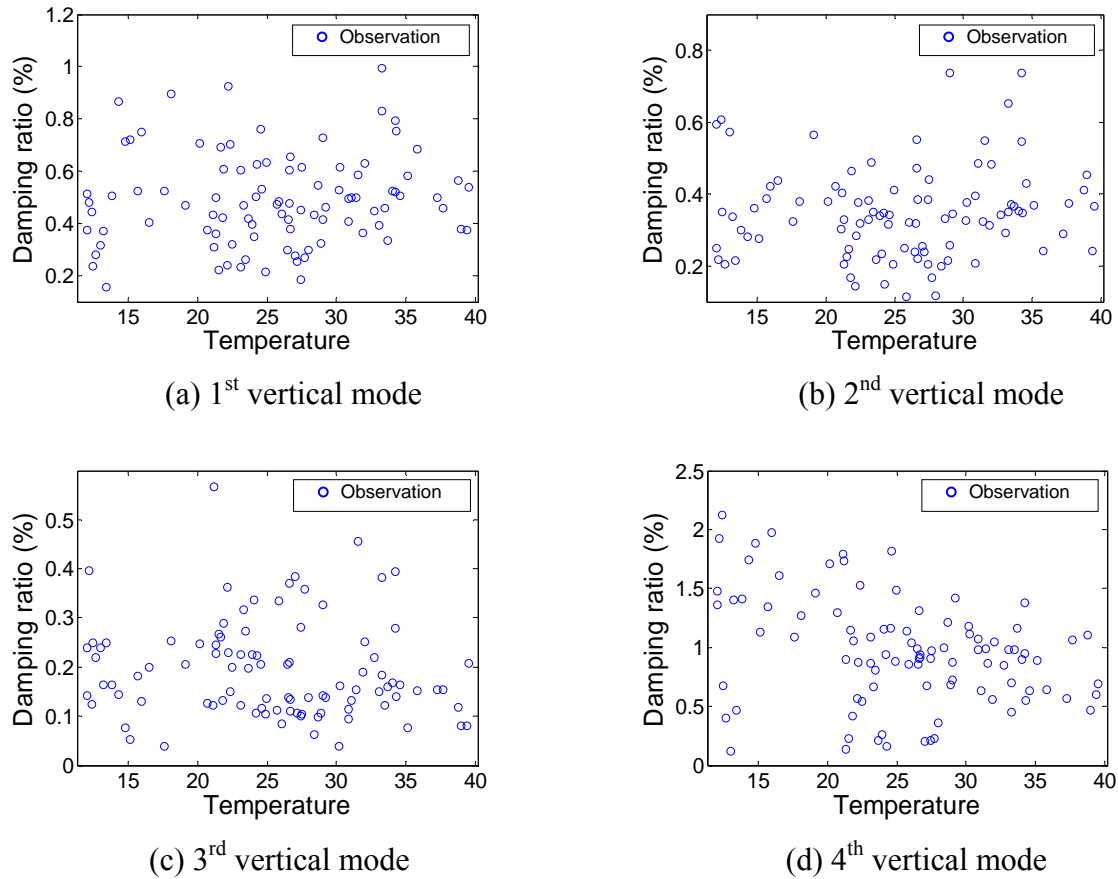 1.2
1
0.8
0.6
0.4
0.2
Damping ratio (%)
Observation
15 20 25 30 35 40
Temperature
(a) 1st vertical mode
0.8
0.6
0.4
0.2
Damping ratio (%)
Observation
15 20 25 30 35 40
Temperature
(b) 2nd vertical mode
0.5
0.4
0.3
0.2
0.1
0
Damping ratio (%)
Observation
15 20 25 30 35 40
Temperature
(c) 3rd vertical mode
2.5
2
1.5
1
0.5
0
Damping ratio (%)
Observation
15 20 25 30 35 40
Temperature
(d) 4th vertical mode